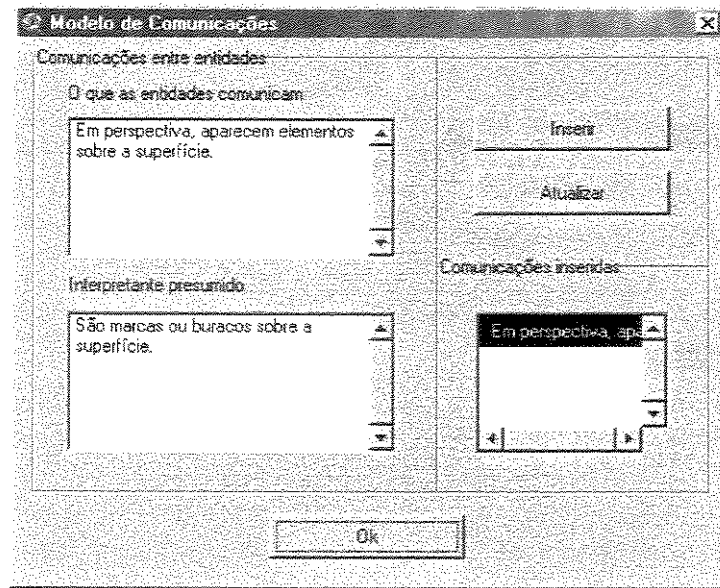 Modelo de Comunicações
Comunicações entre entidades
O que as entidades comunicam
Em perspectiva, aparecem elementos
sobre a superfície.
Interpretante presumido
São marcas ou buracos sobre a
superfície.
Inserir
Atualizar
Comunicações inseridas
Em perspectiva, apa
Ok